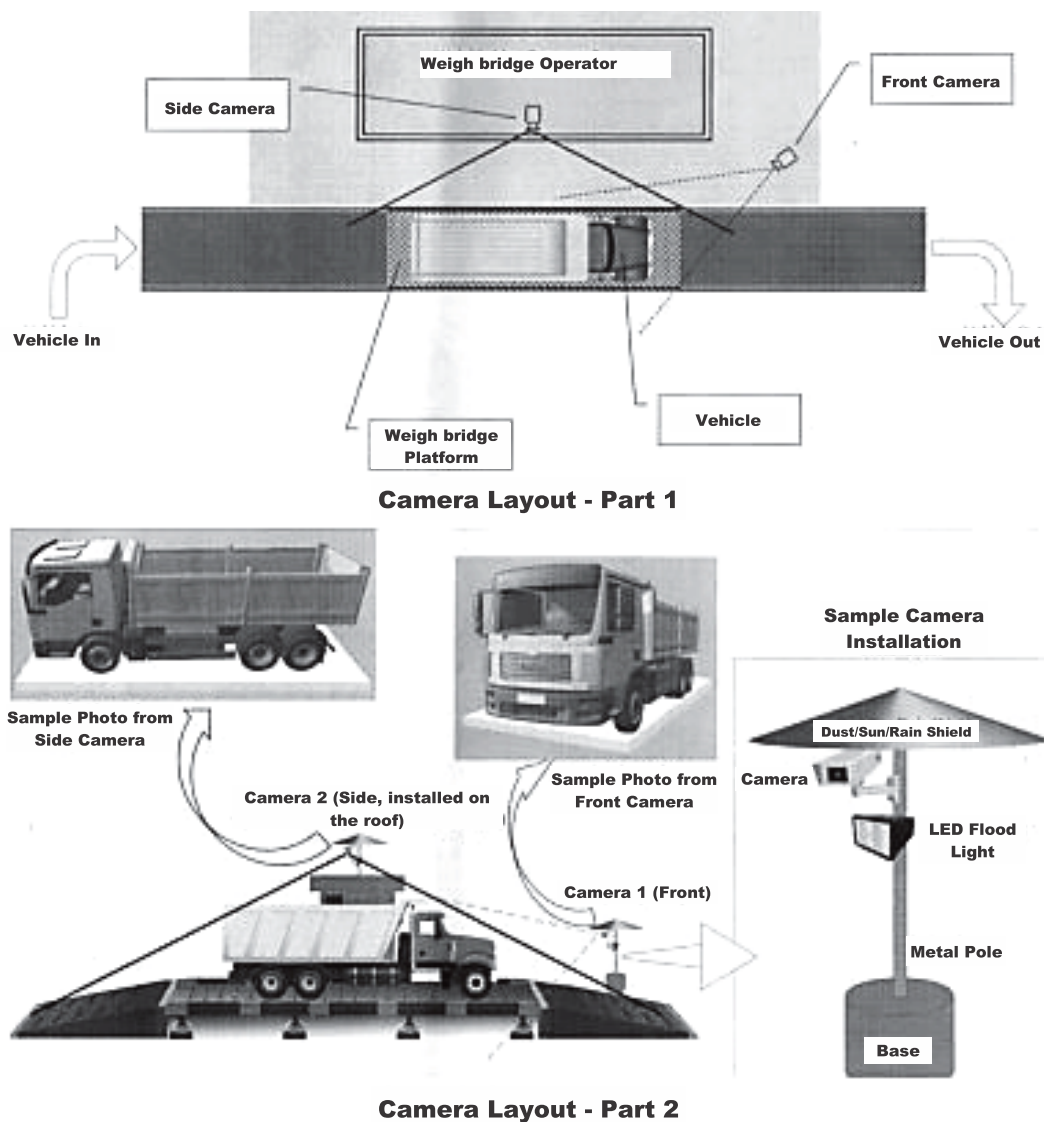 Weigh bridge Operator
Side Camera
Front Camera
Vehicle In
Vehicle Out
Weigh bridge
Platform
Vehicle
Camera Layout - Part 1
Sample Photo from
Side Camera
Sample Photo from
Front Camera
Camera 2 (Side, installed on
the roof)
Camera 1 (Front)
Sample Camera
Installation
Dust/Sun/Rain Shield
Camera
LED Flood
Light
Metal Pole
Base
Camera Layout - Part 2